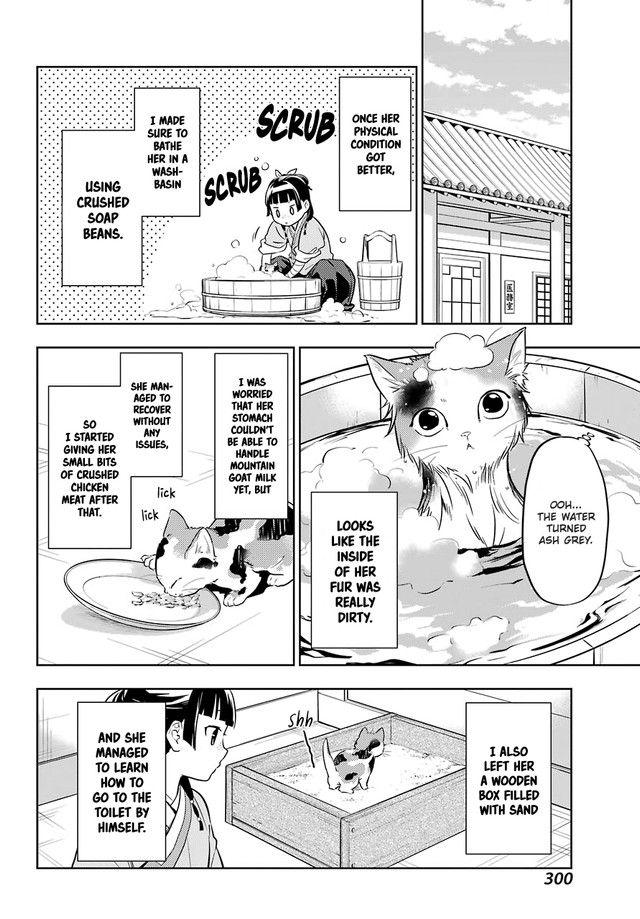 医務室
ONCE HER
PHYSICAL
CONDITION
GOT
BETTER,
SCRUB
SCRUB
I MADE
SURE TO
BATHE
HER IN A
WASH-
BASIN
USING
CRUSHED
SOAP
BEANS.
OOH...
THE WATER
TURNED
ASH GREY.
LOOKS
LIKE THE
INSIDE
OF HER
FUR WAS
REALLY
DIRTY.
I WAS
WORRIED
THAT HER
STOMACH
COULDN'T
BE ABLE TO
HANDLE
MOUNTAIN
GOAT MILK
YET, BUT
SHE MAN-
AGED TO
RECOVER
WITHOUT
ANY
ISSUES,
SO
I STARTED
GIVING HER
SMALL BITS
OF CRUSHED
CHICKEN
MEAT AFTER
THAT.
lick
lick
I ALSO
LEFT HER
A WOODEN
BOX FILLED
WITH SAND
shh
AND SHE
MANAGED
TO LEARN
HOW TO
GO TO THE
TOILET BY
HIMSELF.
300